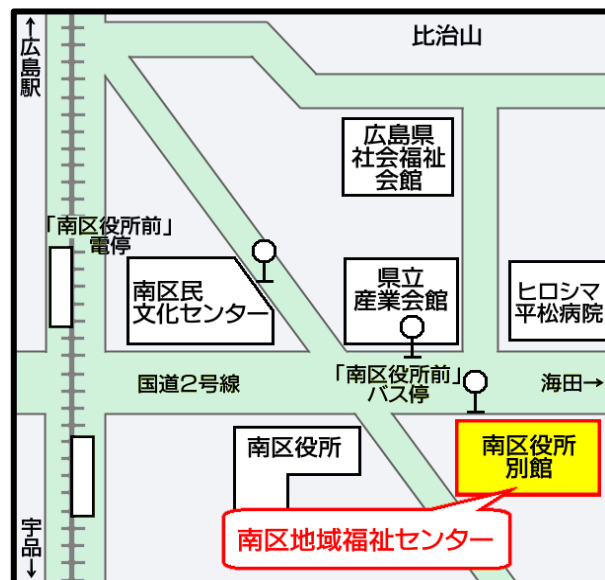 ↑広島駅
比治山
広島県
社会福祉
会館
「南区役所前」
電停
南区民
文化センター
県立
産業会館
ヒロシマ
平松病院
国道2号線
「南区役所前」
バス停
海田→
南区役所
南区役所
別館
南区地域福祉センター
宇品↓